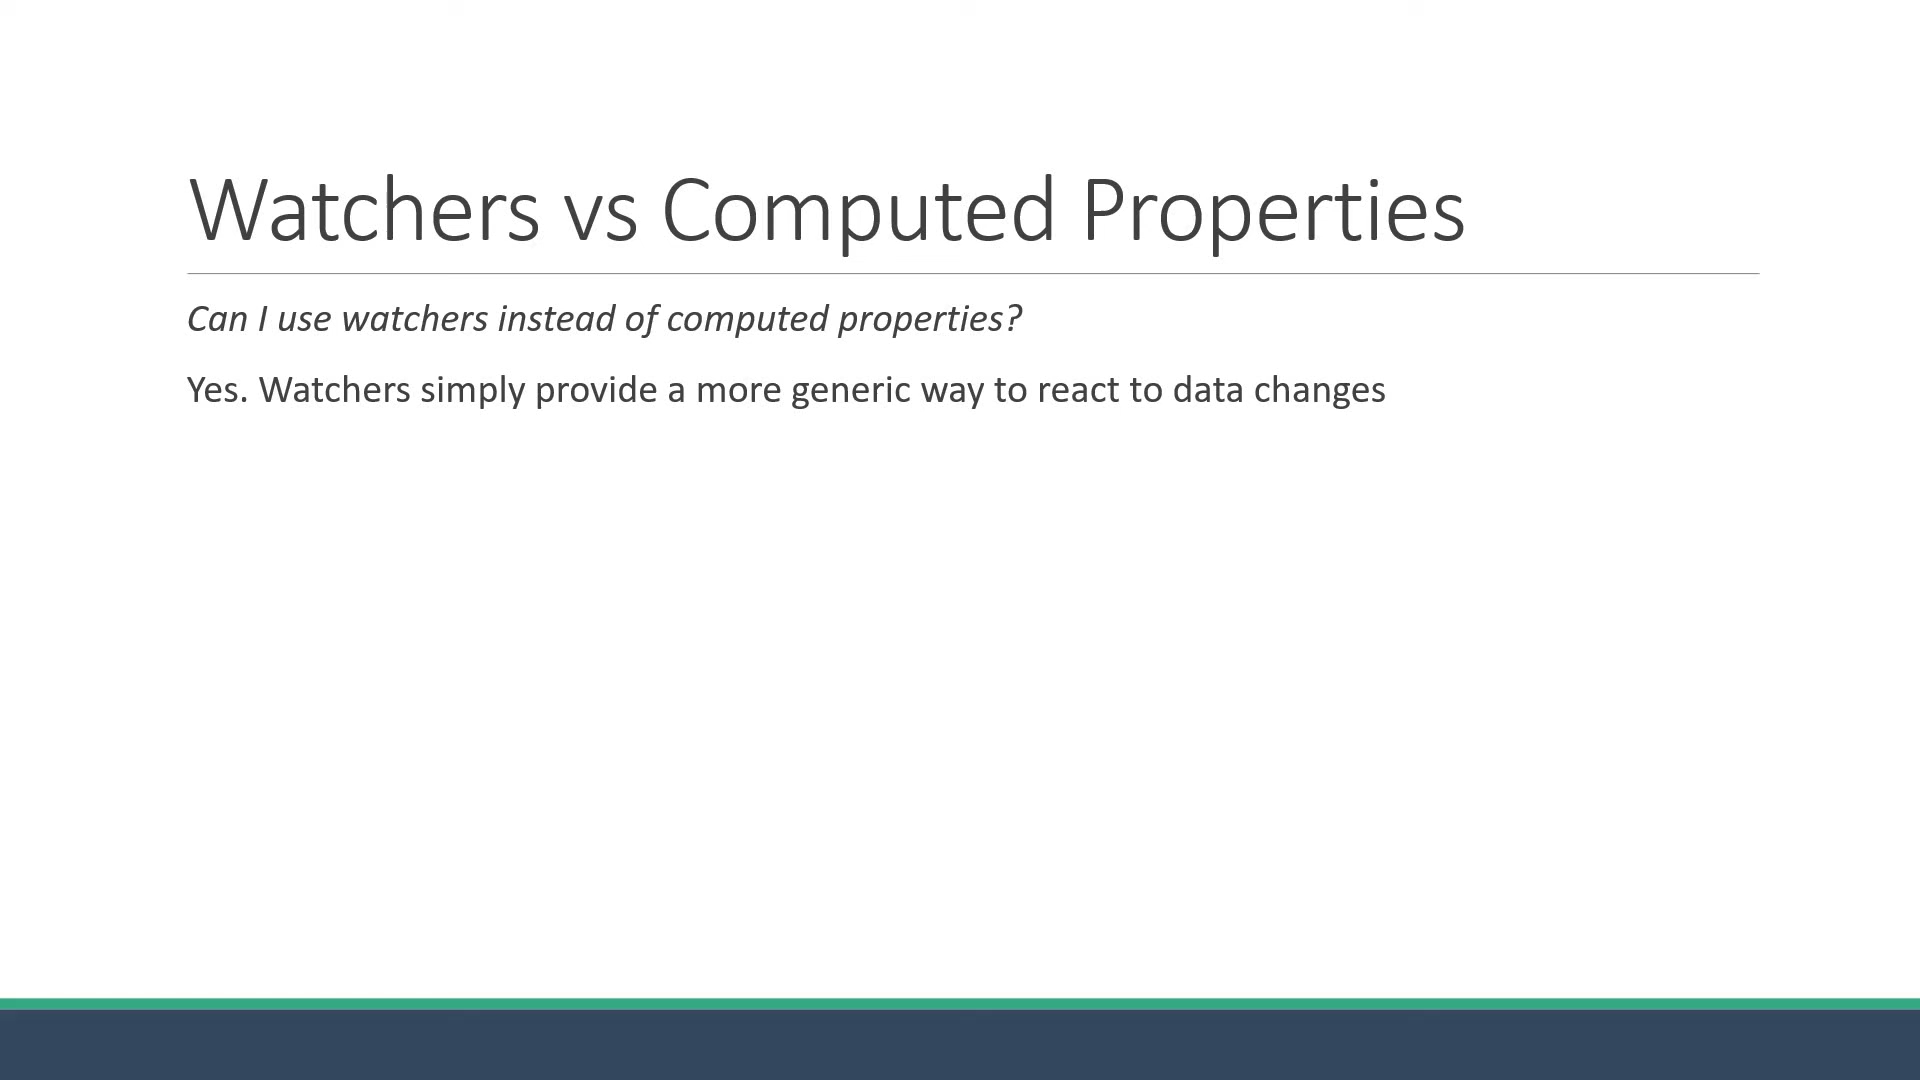 Watchers vs Computed Properties
Can I use watchers instead of computed properties?
Yes. Watchers simply provide a more generic way to react to data changes